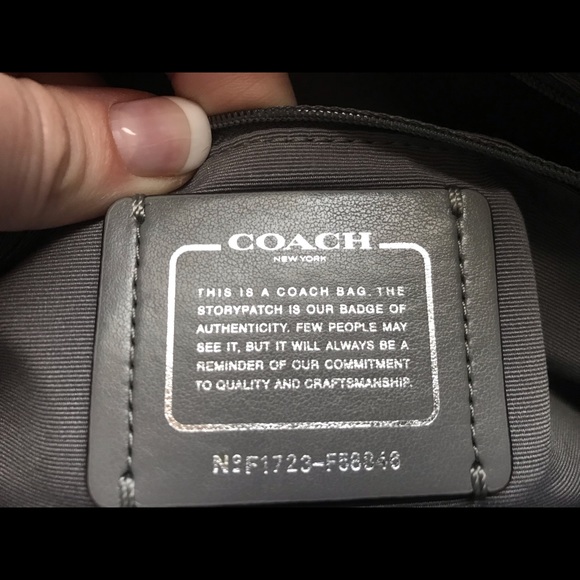 COACH
NEW YORK
THIS IS A COACH BAG. THE
STORYPATCH IS OUR BADGE OF
AUTHENTICITY. FEW PEOPLE MAY
SEE IT, BUT IT WILL ALWAYS BE A
REMINDER OF OUR COMMITMENT
TO QUALITY AND CRAFTSMANSHIP.